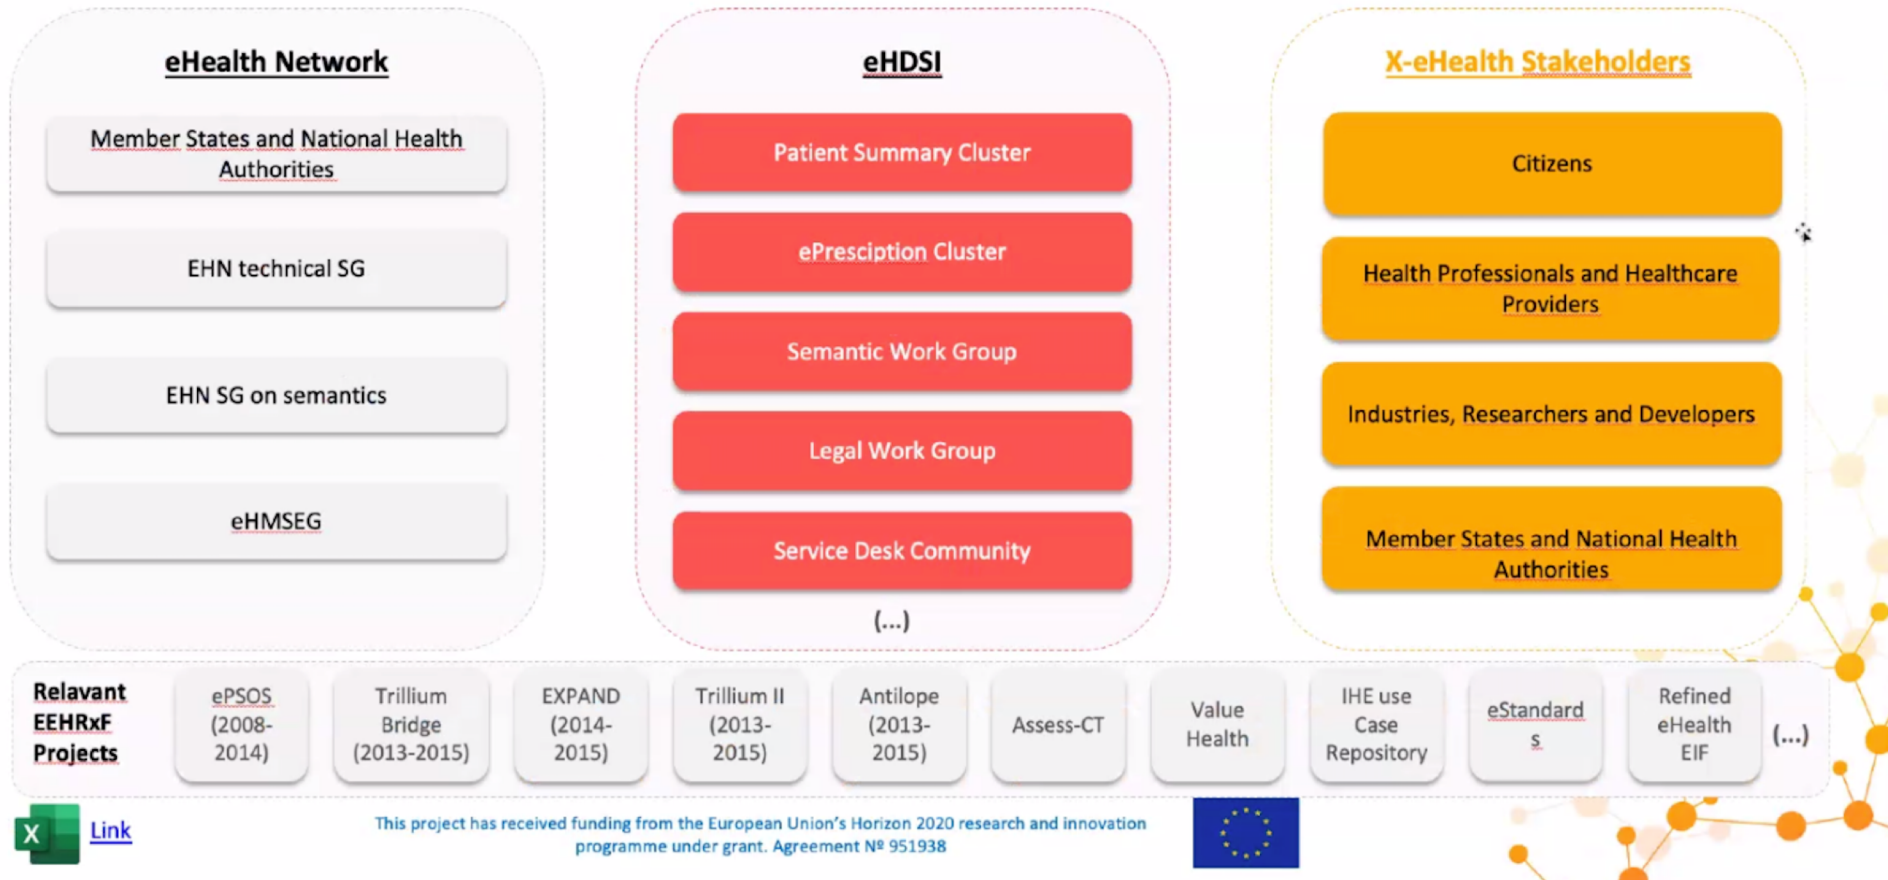 eHealth Network
Member States and National Health
Authorities
EHN technical SG
EHN SG on semantics
eHMSEG
eHDSI
Patient Summary Cluster
ePresciption Cluster
Semantic Work Group
Legal Work Group
Service Desk Community
(...)
X-eHealth Stakeholders
Citizens
Health Professionals and Healthcare
Providers
Industries, Researchers and Developers
Member States and National Health
Authorities
Relavant
EEHRxF
Projects
ePSOS
(2008-
2014)
Trillium
Bridge
(2013-2015)
EXPAND
(2014-
2015)
Trillium II
(2013-
2015)
Antilope
(2013-
2015)
Assess-CT
Value
Health
IHE use
Case
Repository
eStandard
s
Refined
eHealth
EIF
(...)
X
Link
This project has received funding from the European Union's Horizon 2020 research and innovation
programme under grant. Agreement Nº 951938